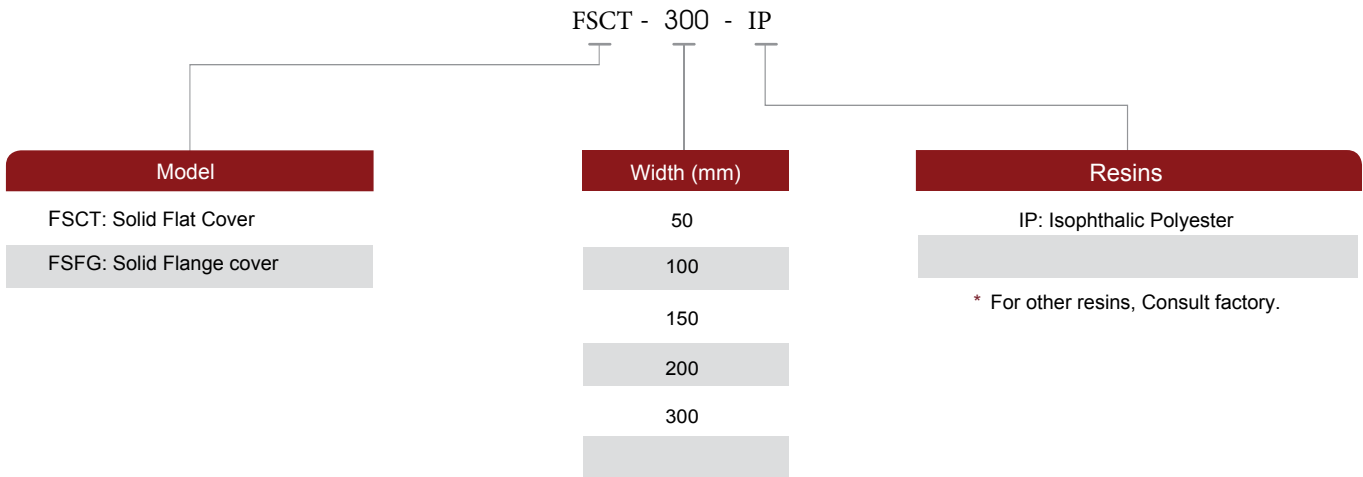 FSCT - 300 - IP
Model
FSCT: Solid Flat Cover
FSFG: Solid Flange cover
Width (mm)
50
100
150
200
300
Resins
IP: Isophthalic Polyester
* For other resins, Consult factory.